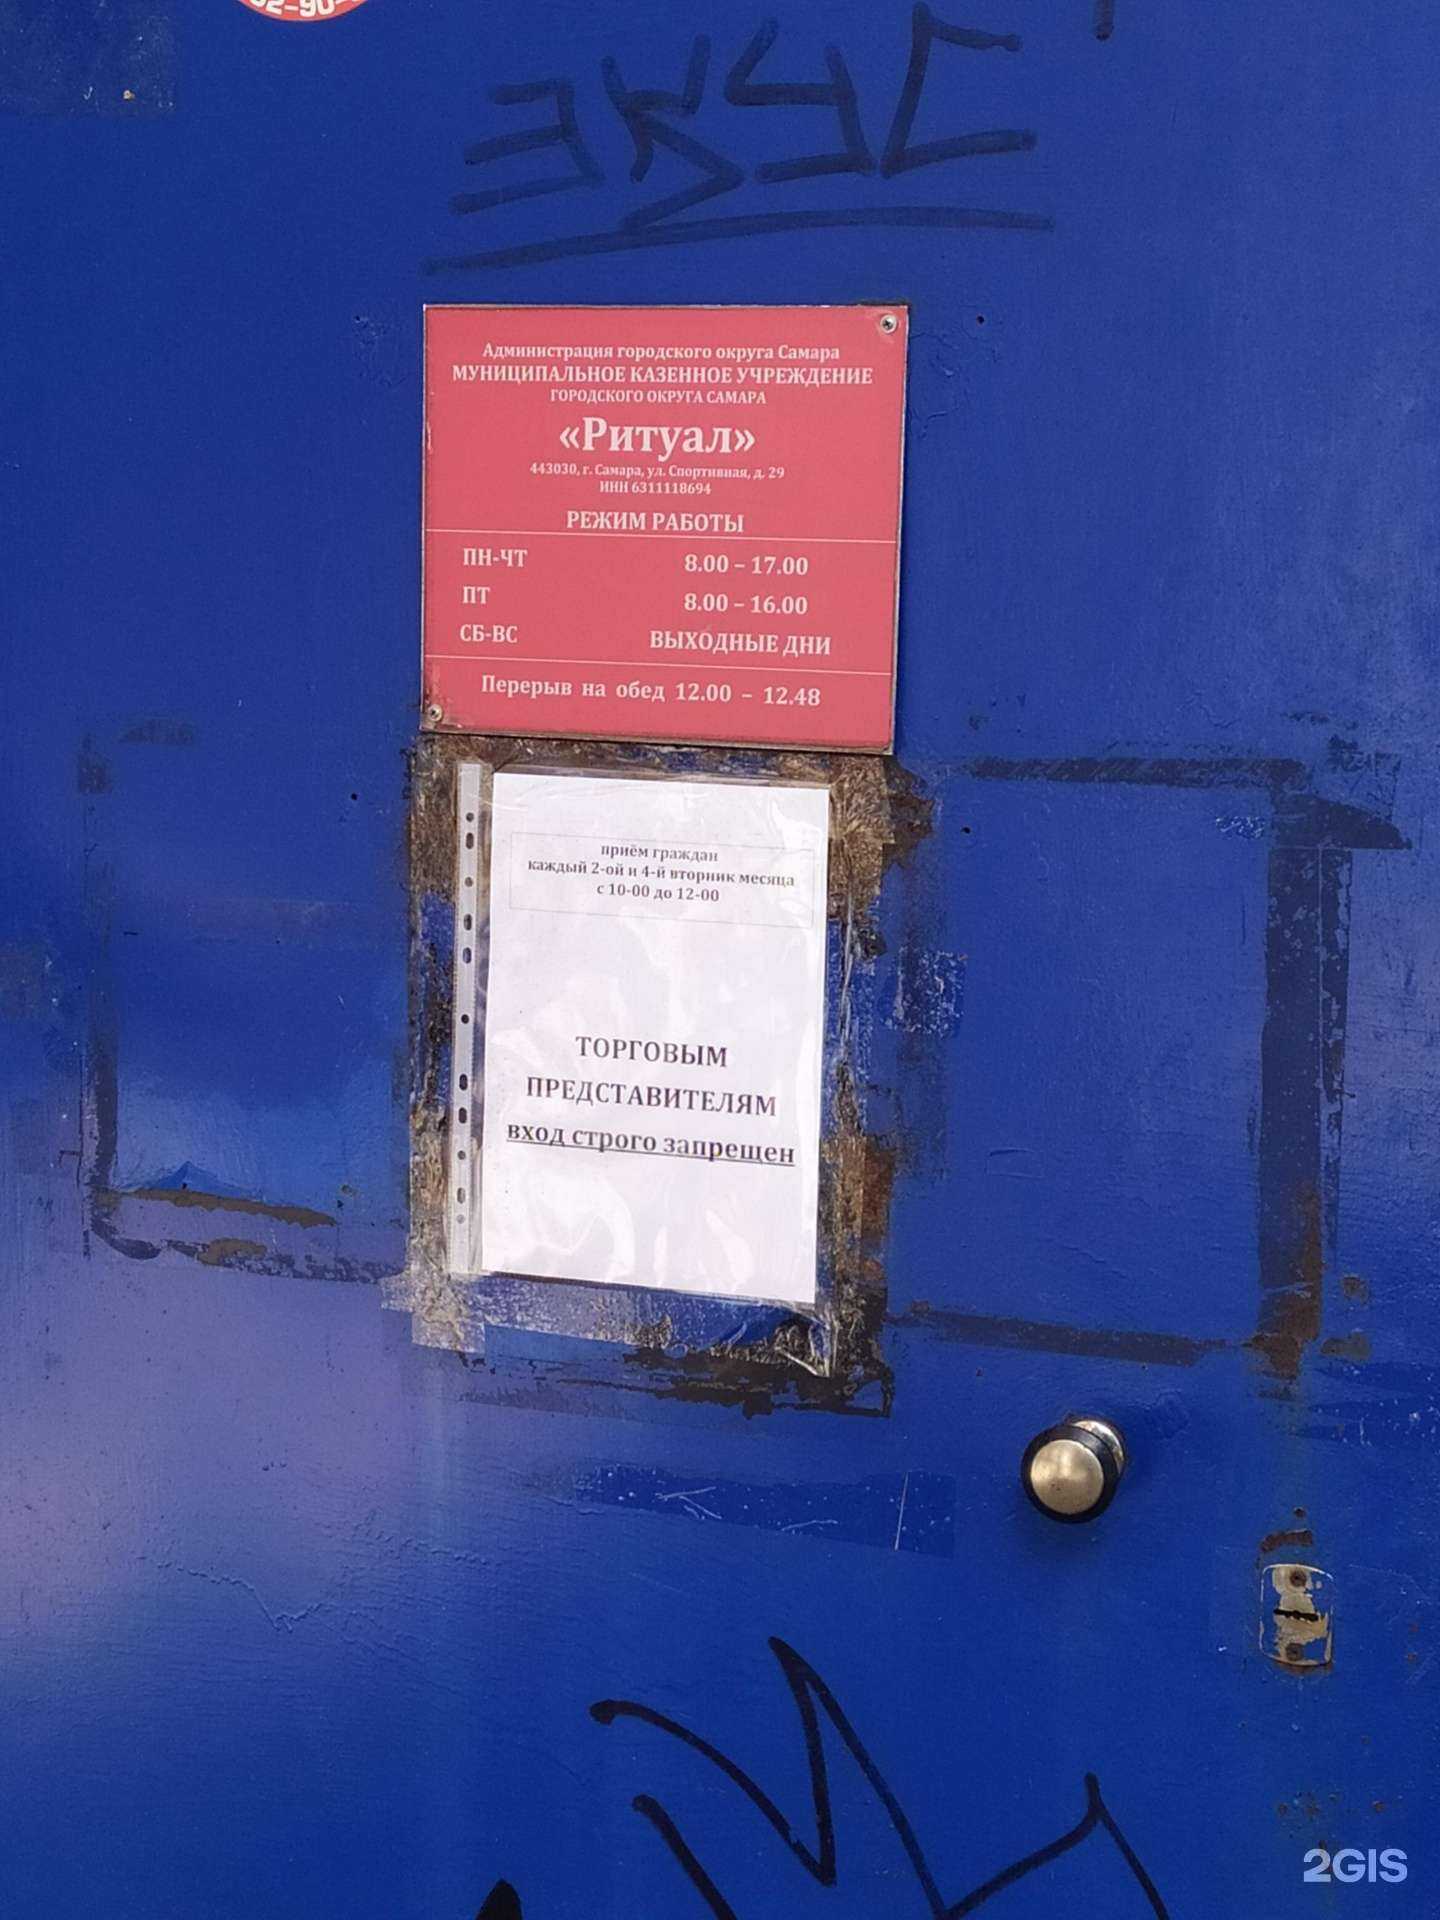 ЭКУС
Администрация городского округа Самара
МУНИЦИПАЛЬНОЕ КАЗЕННОЕ УЧРЕЖДЕНИЕ
ГОРОДСКОГО ОКРУГА САМАРА
«Ритуал»
443030, г. Самара, ул. Спортивная, д. 29
ИНН 6311118694
РЕЖИМ РАБОТЫ
ПН-ЧТ 8.00 – 17.00
ПТ 8.00 – 16.00
СБ-ВС ВЫХОДНЫЕ ДНИ
Перерыв на обед 12.00 – 12.48
приём граждан
каждый 2-ой и 4-й вторник месяца
с 10-00 до 12-00
ТОРГОВЫМ
ПРЕДСТАВИТЕЛЯМ
вход строго запрещен
2GIS